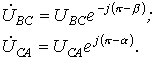 U̇_BC = U_BC e^{-j(π-β)};
U̇_CA = U_CA e^{j(π-α)}.